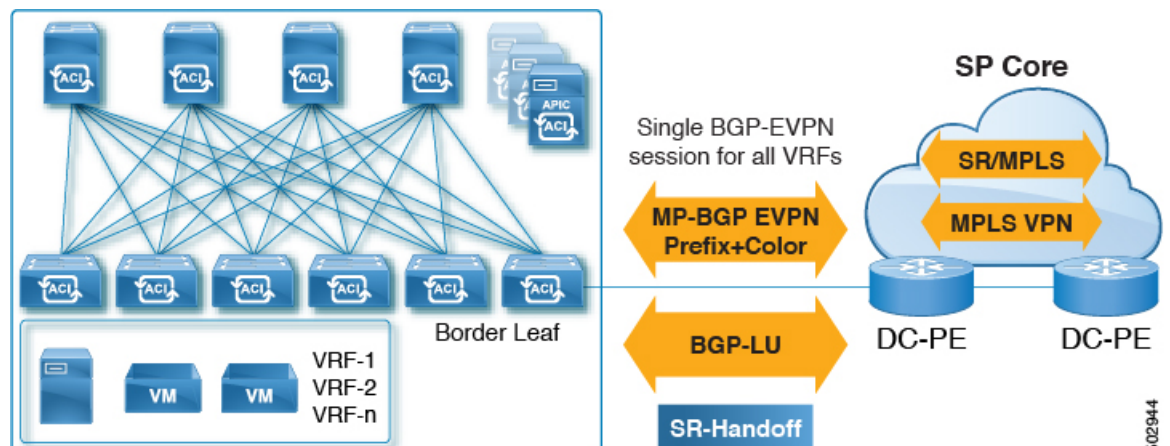 ACI
ACI
ACI
ACI
APIC
ACI
SP Core
Single BGP-EVPN
session for all VRFs
SR/MPLS
MP-BGP EVPN
Prefix+Color
MPLS VPN
ACI
ACI
ACI
ACI
ACI
ACI
Border Leaf
DC-PE
DC-PE
BGP-LU
VM
VM
VRF-1
VRF-2
VRF-n
SR-Handoff